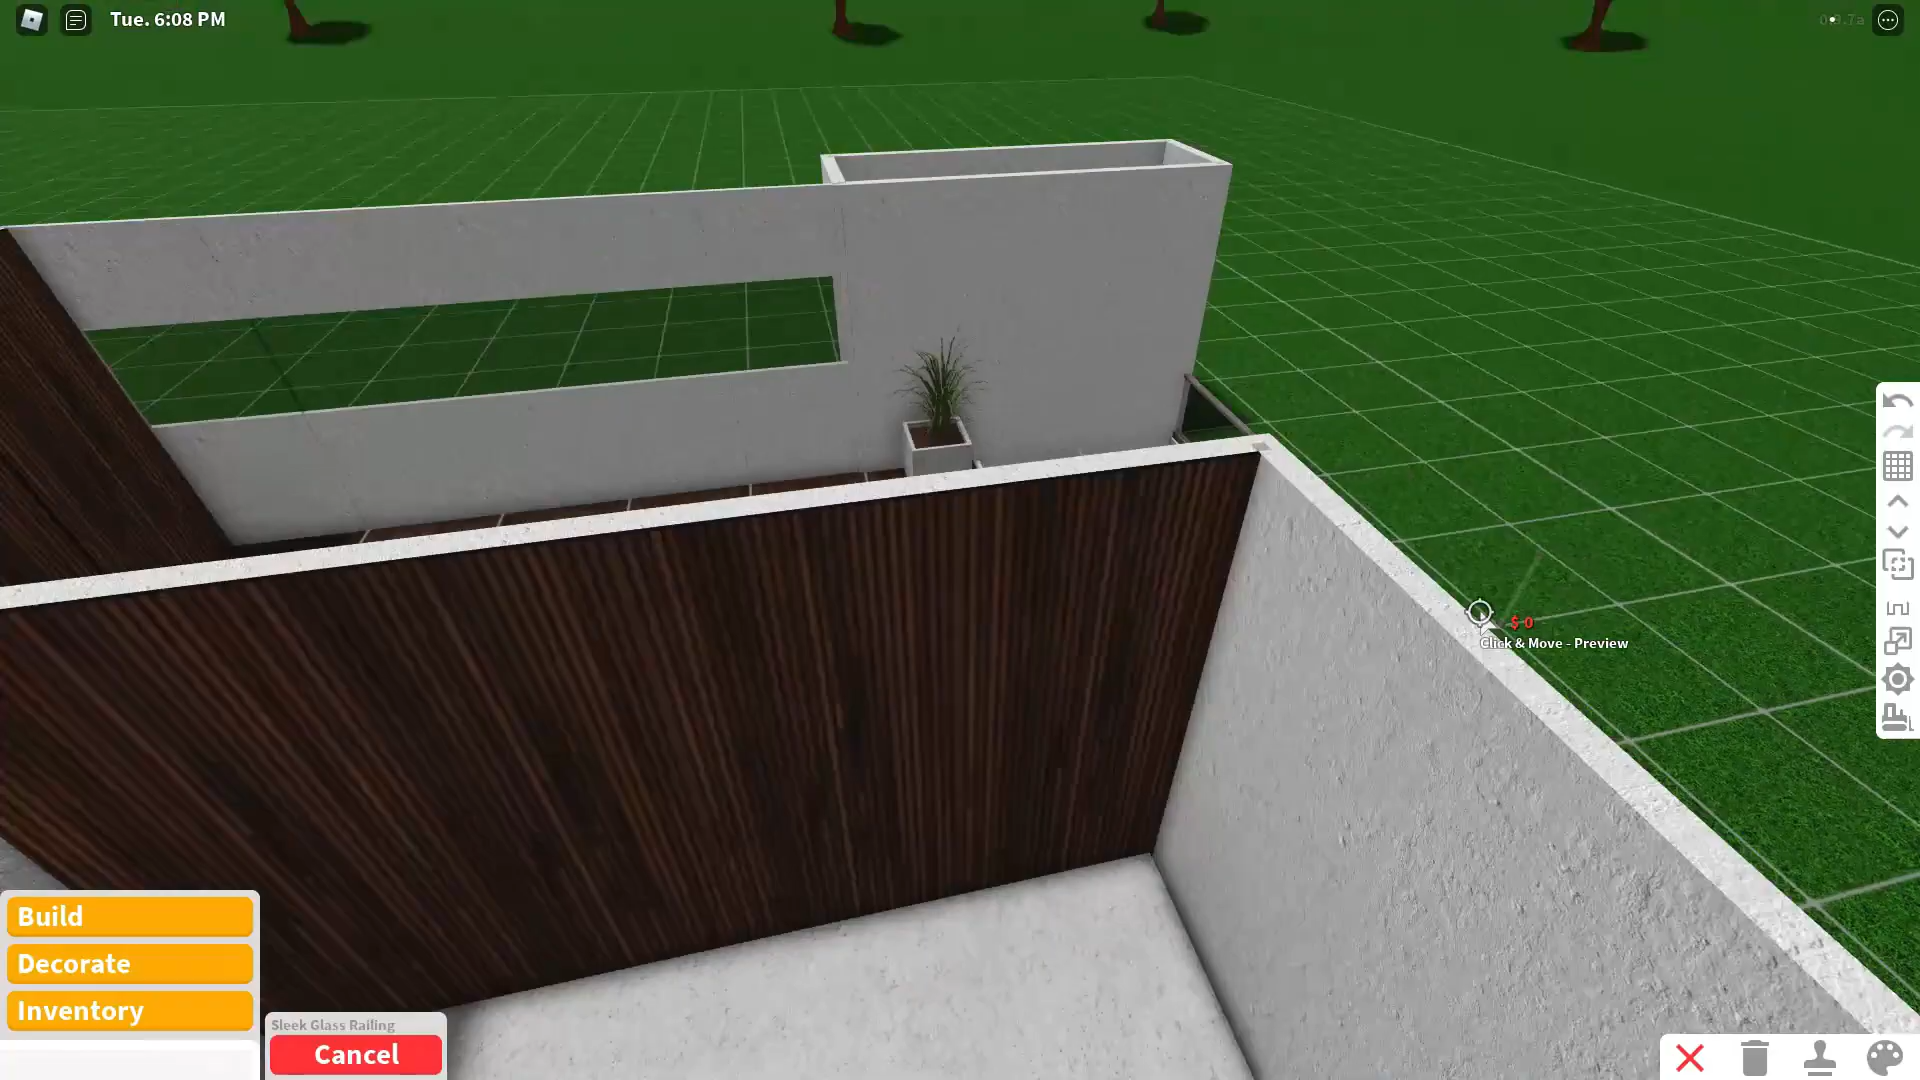 Tue. 6:08 PM
$ 0
Click & Move - Preview
Build
Decorate
Inventory
Sleek Glass Railing
Cancel